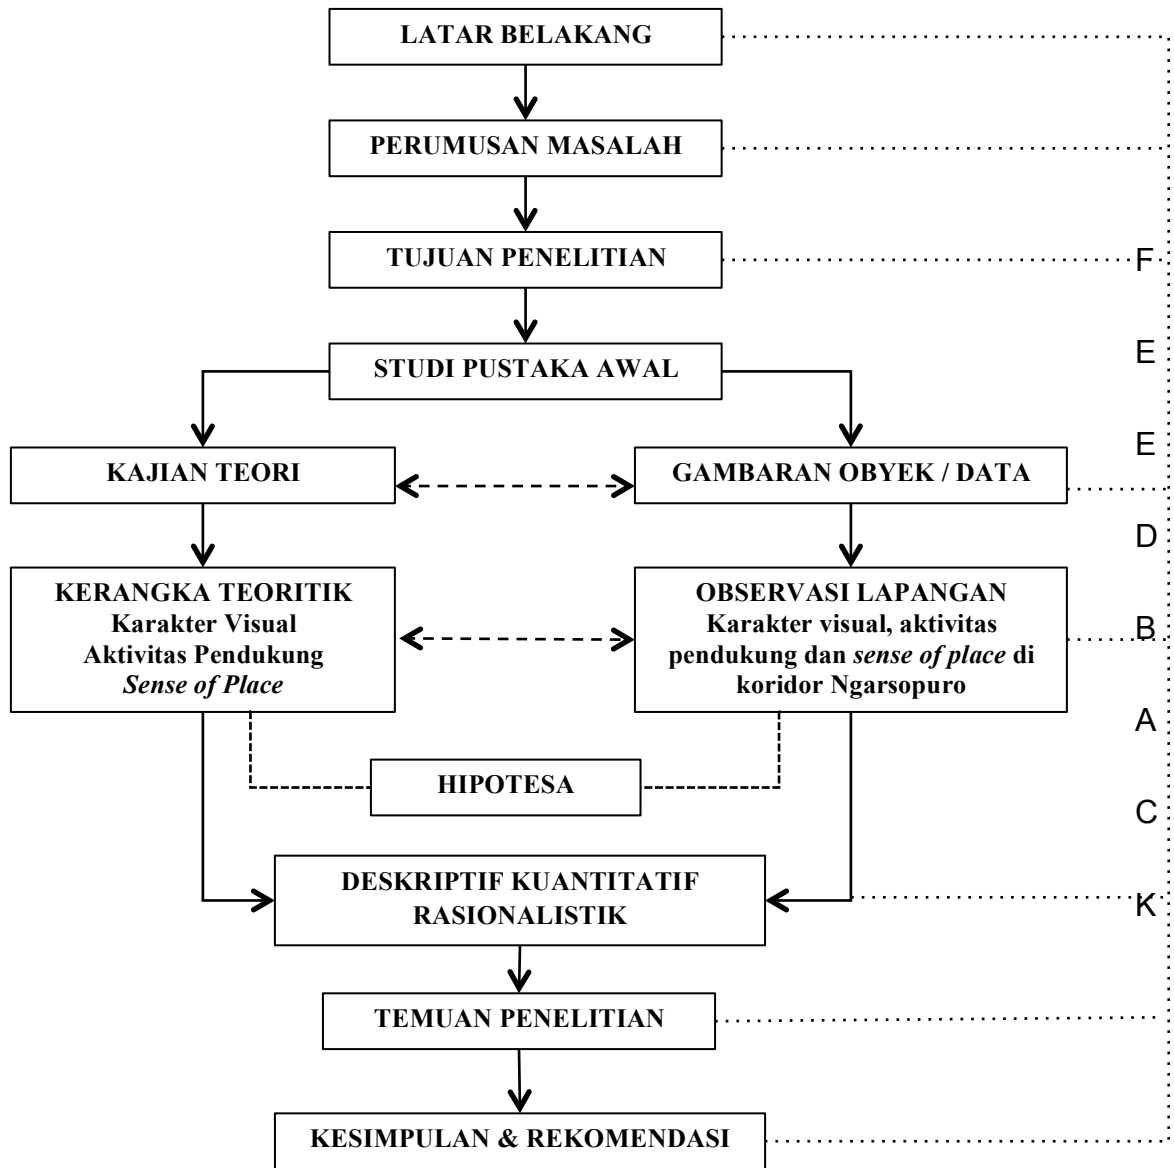 LATAR BELAKANG
PERUMUSAN MASALAH
TUJUAN PENELITIAN
STUDI PUSTAKA AWAL
KAJIAN TEORI
GAMBARAN OBYEK / DATA
KERANGKA TEORITIK
Karakter Visual
Aktivitas Pendukung
Sense of Place
OBSERVASI LAPANGAN
Karakter visual, aktivitas
pendukung dan sense of place di
koridor Ngarsopuro
HIPOTESA
DESKRIPTIF KUANTITATIF
RASIONALISTIK
TEMUAN PENELITIAN
KESIMPULAN & REKOMENDASI
F
E
E
D
B
A
C
K